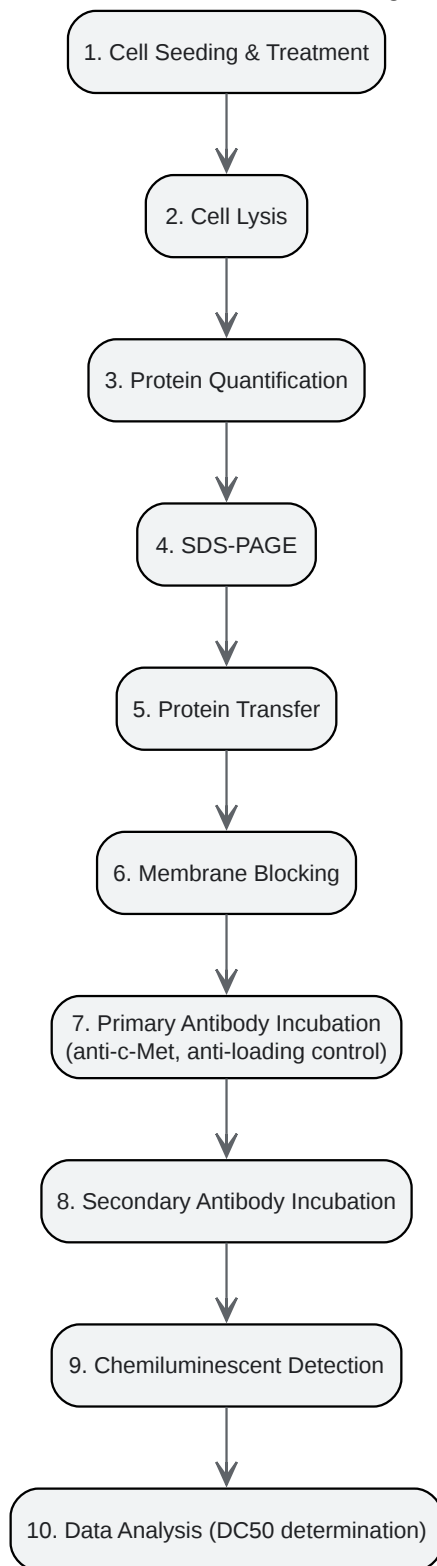 1. Cell Seeding & Treatment
2. Cell Lysis
3. Protein Quantification
4. SDS-PAGE
5. Protein Transfer
6. Membrane Blocking
7. Primary Antibody Incubation
(anti-c-Met, anti-loading control)
8. Secondary Antibody Incubation
9. Chemiluminescent Detection
10. Data Analysis (DC50 determination)